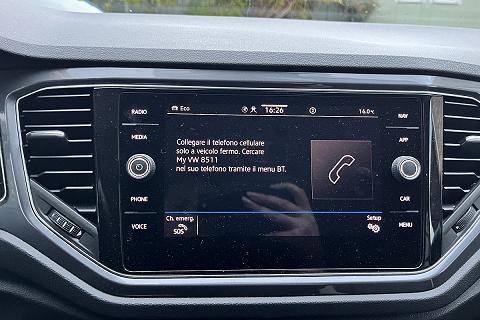 RADIO
MEDIA
PHONE
VOICE
Eco
16:26
16.0°C
Collegare il telefono cellulare
solo a veicolo fermo. Cercare
My VW 8511
nel suo telefono tramite il menu BT.
Ch. emerg.
SOS
Setup
NAV
APP
CAR
MENU